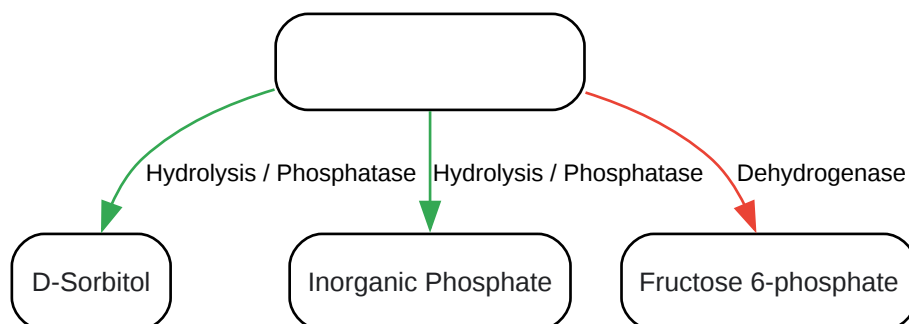 Hydrolysis / Phosphatase
Hydrolysis / Phosphatase
Dehydrogenase
D-Sorbitol
Inorganic Phosphate
Fructose 6-phosphate